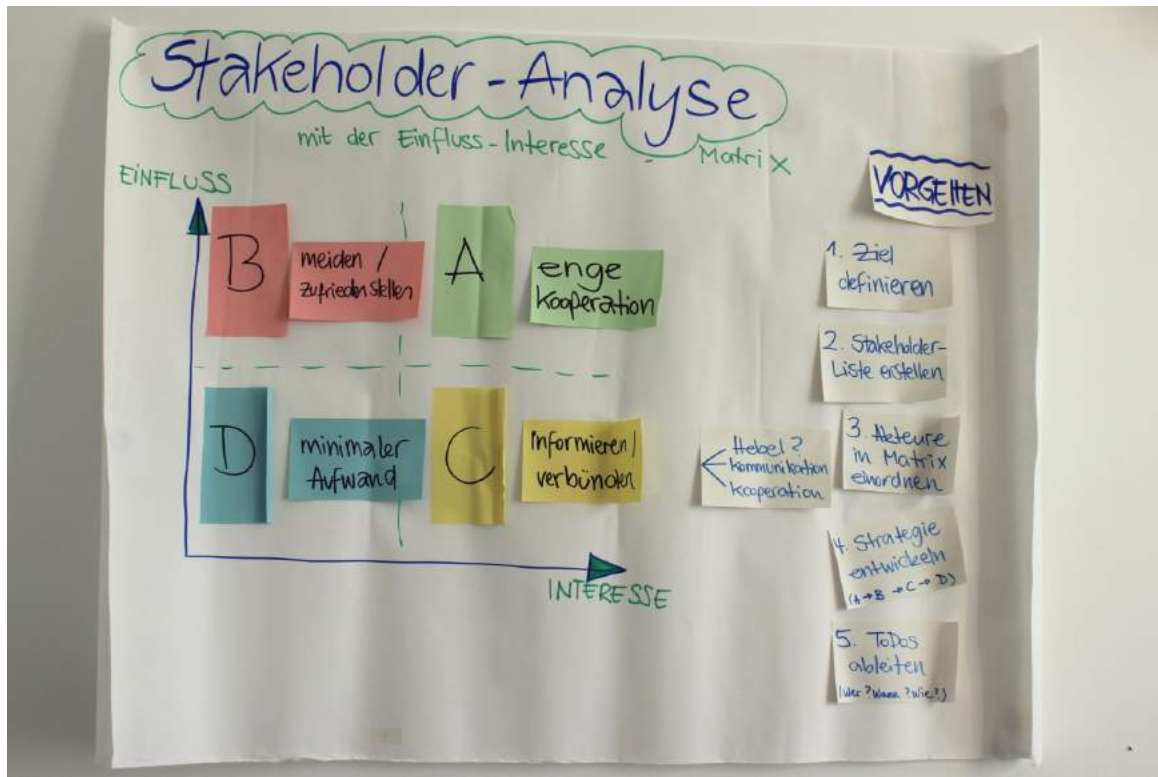 Stakeholder-Analyse
mit der Einfluss-Interesse Matrix
EINFLUSS
B
meiden /
zufriedenstellen
A
enge
Kooperation
D
minimaler
Aufwand
C
informieren/
verbünden
INTERESSE
VORGEHEN
1. Ziel
definieren
2. Stakeholder-
Liste erstellen
3. Akteure
in Matrix
einordnen
Hebel?
Kommunikation
Kooperation
4. Strategie
entwickeln
(A→B→C→D)
5. ToDos
ableiten
(Wer? Wann? Wie?)